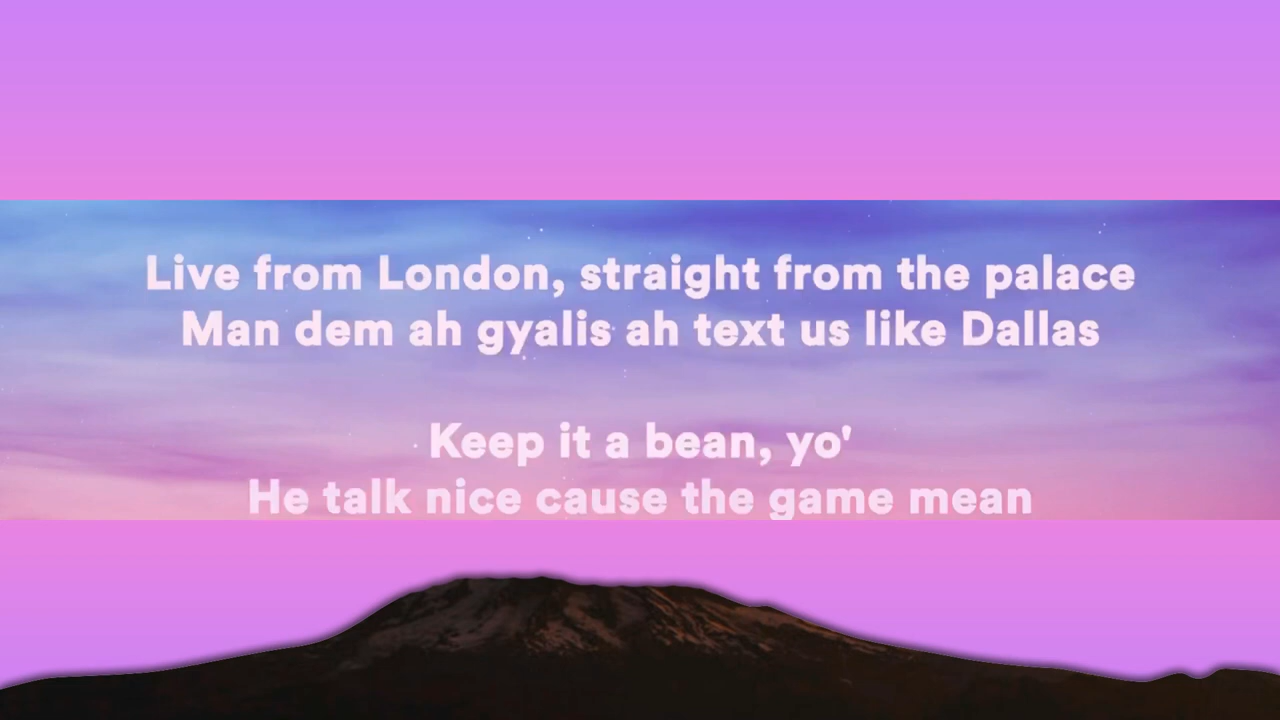 Live from London, straight from the palace
Man dem ah gyalis ah text us like Dallas
Keep it a bean, yo'
He talk nice cause the game mean